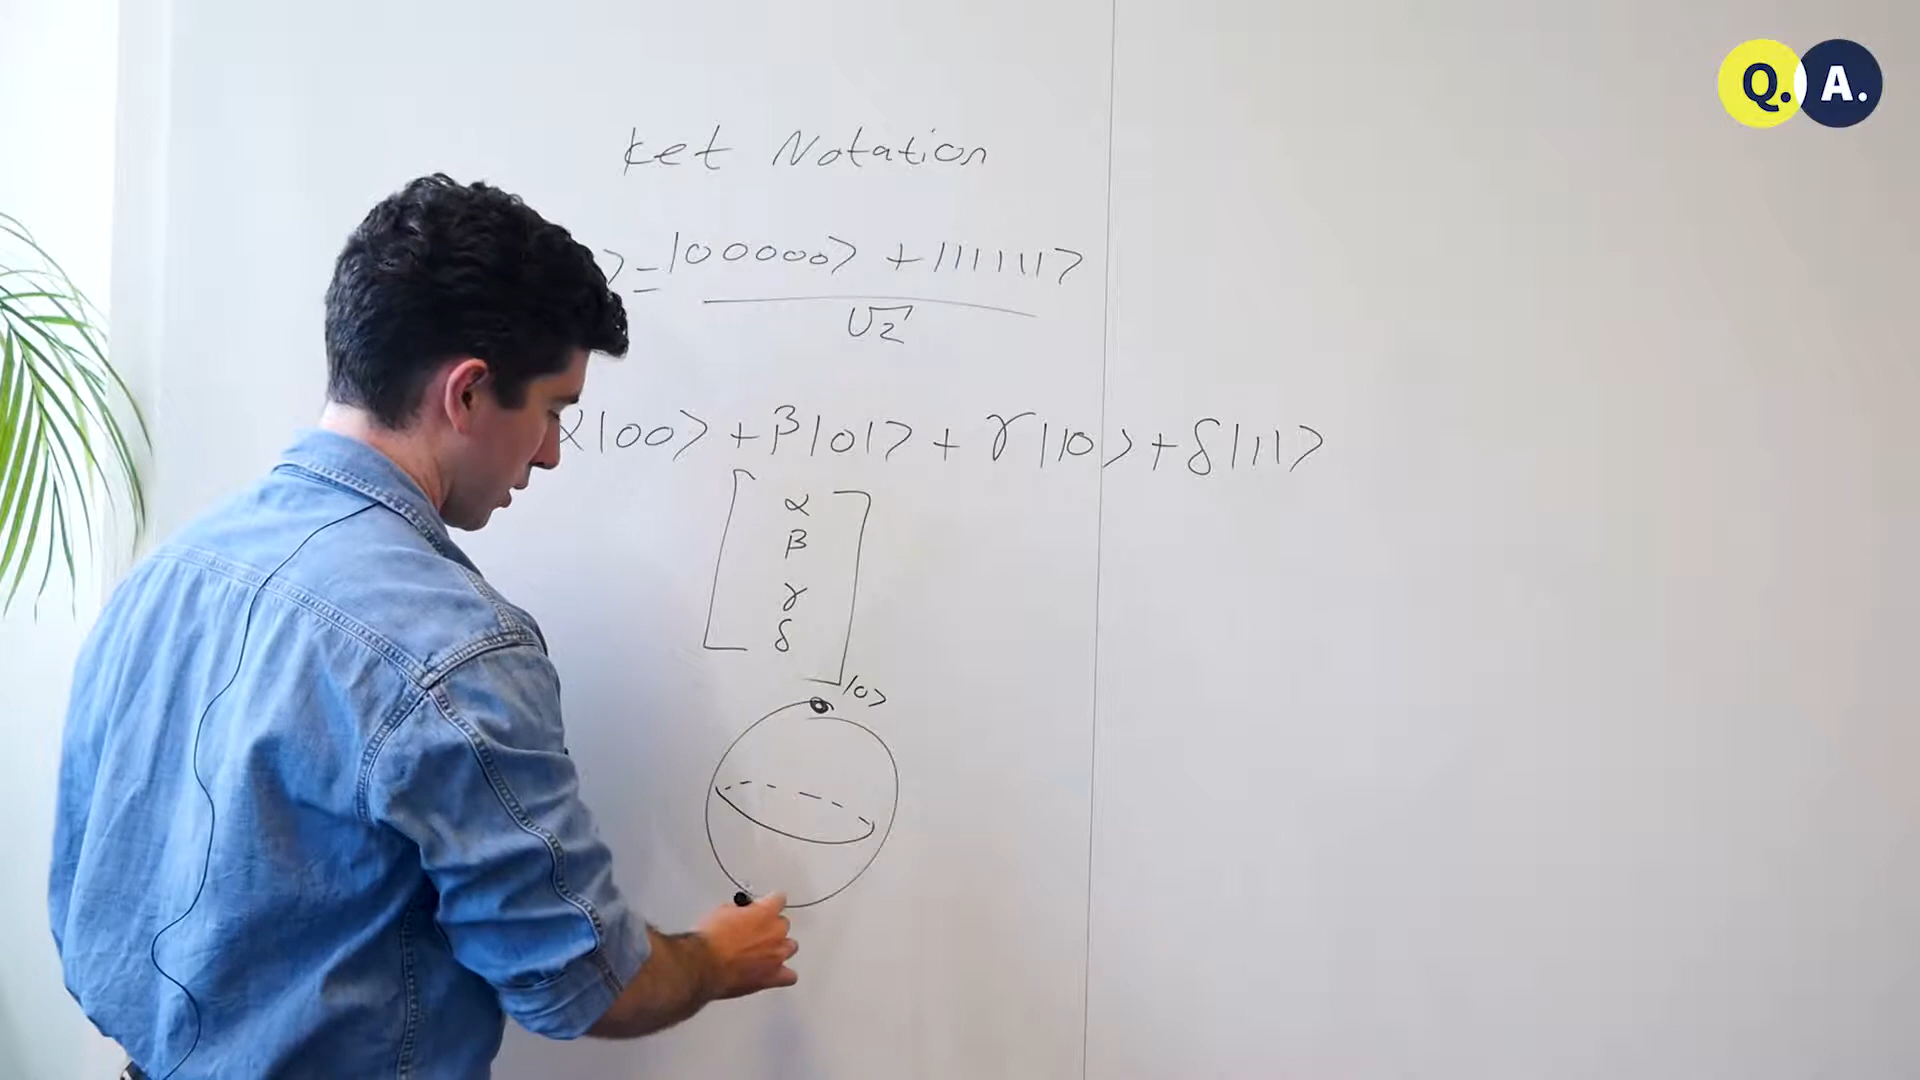 Q. A.
Ket Notation
⟩ = |00000⟩ + |11111⟩
√2
α|00⟩ + β|01⟩ + γ|10⟩ + δ|11⟩
α
β
γ
δ
|0⟩